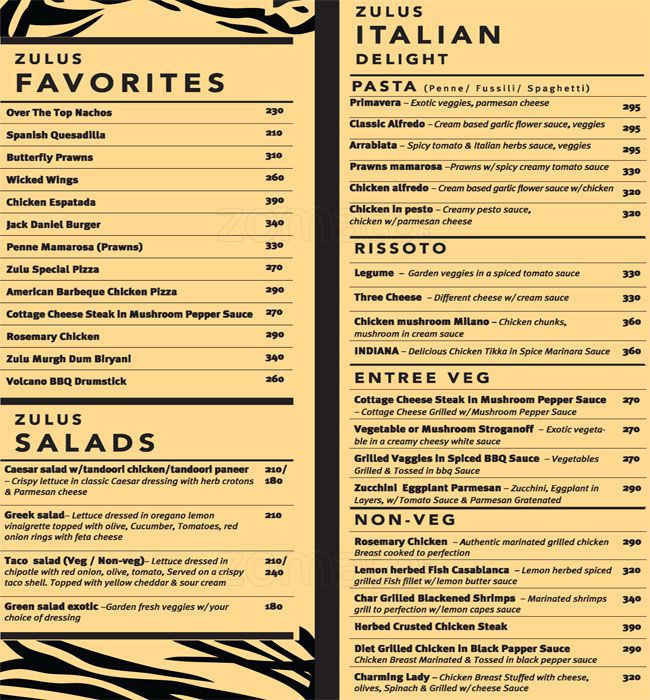 ZULUS
FAVORITES
Over The Top Nachos 230
Spanish Quesadilla 210
Butterfly Prawns 310
Wicked Wings 260
Chicken Espatada 390
Jack Daniel Burger 340
Penne Mamarosa (Prawns) 330
Zulu Special Pizza 270
American Barbeque Chicken Pizza 290
Cottage Cheese Steak in Mushroom Pepper Sauce 270
Rosemary Chicken 290
Zulu Murgh Dum Biryani 340
Volcano BBQ Drumstick 260
ZULUS
SALADS
Caesar salad w/tandoori chicken/tandoori paneer 210/
– Crispy lettuce in classic Caesar dressing with herb crotons 180
& Parmesan cheese
Greek salad– Lettuce dressed in oregano lemon 210
vinaigrette topped with olive, Cucumber, Tomatoes, red
onion rings with feta cheese
Taco salad (Veg / Non-veg)– Lettuce dressed in 210/
chipotle with red onion, olive, tomato, Served on a crispy 240
taco shell. Topped with yellow cheddar & sour cream
Green salad exotic –Garden fresh veggies w/your 180
choice of dressing
ZULUS
ITALIAN
DELIGHT
PASTA (Penne/ Fussili/ Spaghetti)
Primavera – Exotic veggies, parmesan cheese 295
Classic Alfredo – Cream based garlic flower sauce, veggies 295
Arrabiata – Spicy tomato & Italian herbs sauce, veggies 295
Prawns mamarosa –Prawns w/spicy creamy tomato sauce 330
Chicken alfredo – Cream based garlic flower sauce w/chicken 320
Chicken in pesto – Creamy pesto sauce, 320
chicken w/parmesan cheese
RISSOTO
Legume – Garden veggies in a spiced tomato sauce 330
Three Cheese – Different cheese w/cream sauce 330
Chicken mushroom Milano – Chicken chunks, 360
mushroom in cream sauce
INDIANA – Delicious Chicken Tikka in Spice Marinara Sauce 360
ENTREE VEG
Cottage Cheese Steak In Mushroom Pepper Sauce 270
– Cottage Cheese Grilled w/Mushroom Pepper Sauce
Vegetable or Mushroom Stroganoff – Exotic vegeta- 270
ble in a creamy cheesy white sauce
Grilled Vaggies in Spiced BBQ Sauce – Vegetables 270
Grilled & Tossed in bbq Sauce
Zucchini Eggplant Parmesan – Zucchini, Eggplant in 290
Layers, w/Tomato Sauce & Parmesan Gratenated
NON-VEG
Rosemary Chicken – Authentic marinated grilled chicken 290
Breast cooked to perfection
Lemon herbed Fish Casablanca – Lemon herbed spiced 320
grilled Fish fillet w/lemon butter sauce
Char Grilled Blackened Shrimps – Marinated shrimps 340
grill to perfection w/lemon capes sauce
Herbed Crusted Chicken Steak 390
Diet Grilled Chicken in Black Papper Sauce 290
Chicken Breast Marinated & Tossed in black pepper sauce
Charming Lady – Chicken Breast Stuffed with cheese, 320
olives, Spinach & Grilled w/cheese Sauce